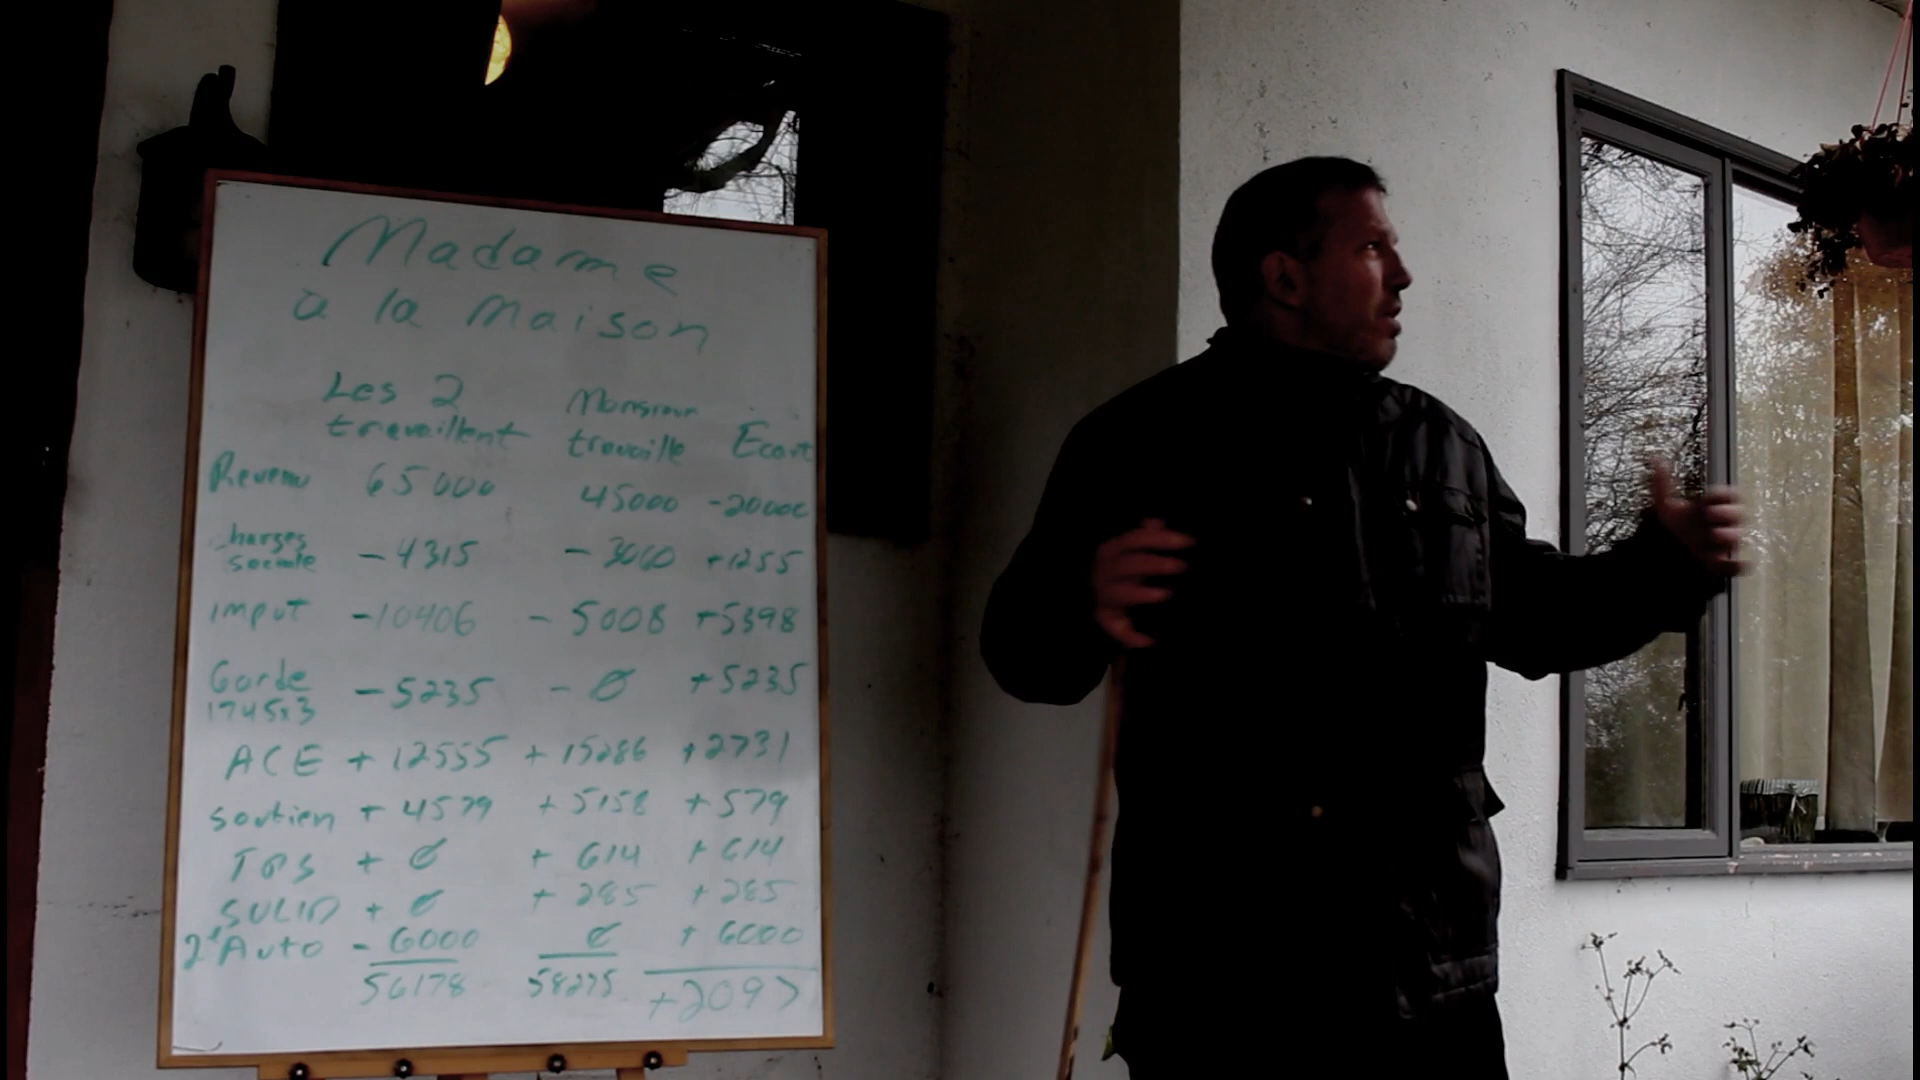 Madame
à la maison
Les 2 Monsieur
travaillent travaille Ecart
Revenu 65000 45000 -20000
charges
sociale -4315 -3060 +1255
impot -10406 -5008 +5398
Garde -5235 -0 +5235
1745x3
ACE +12555 +15286 +2731
soutien +4579 +5158 +579
TPS +0 +614 +614
SOLID +0 +285 +285
2e Auto -6000 0 +6000
56178 58275 +2097